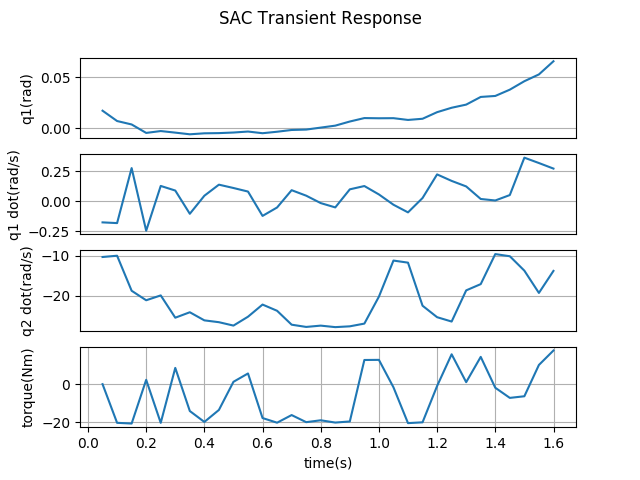 SAC Transient Response
q1(rad)
0.05
0.00
q1 dot(rad/s)
0.25
0.00
−0.25
q2 dot(rad/s)
−10
−20
torque(Nm)
0
−20
0.0 0.2 0.4 0.6 0.8 1.0 1.2 1.4 1.6
time(s)